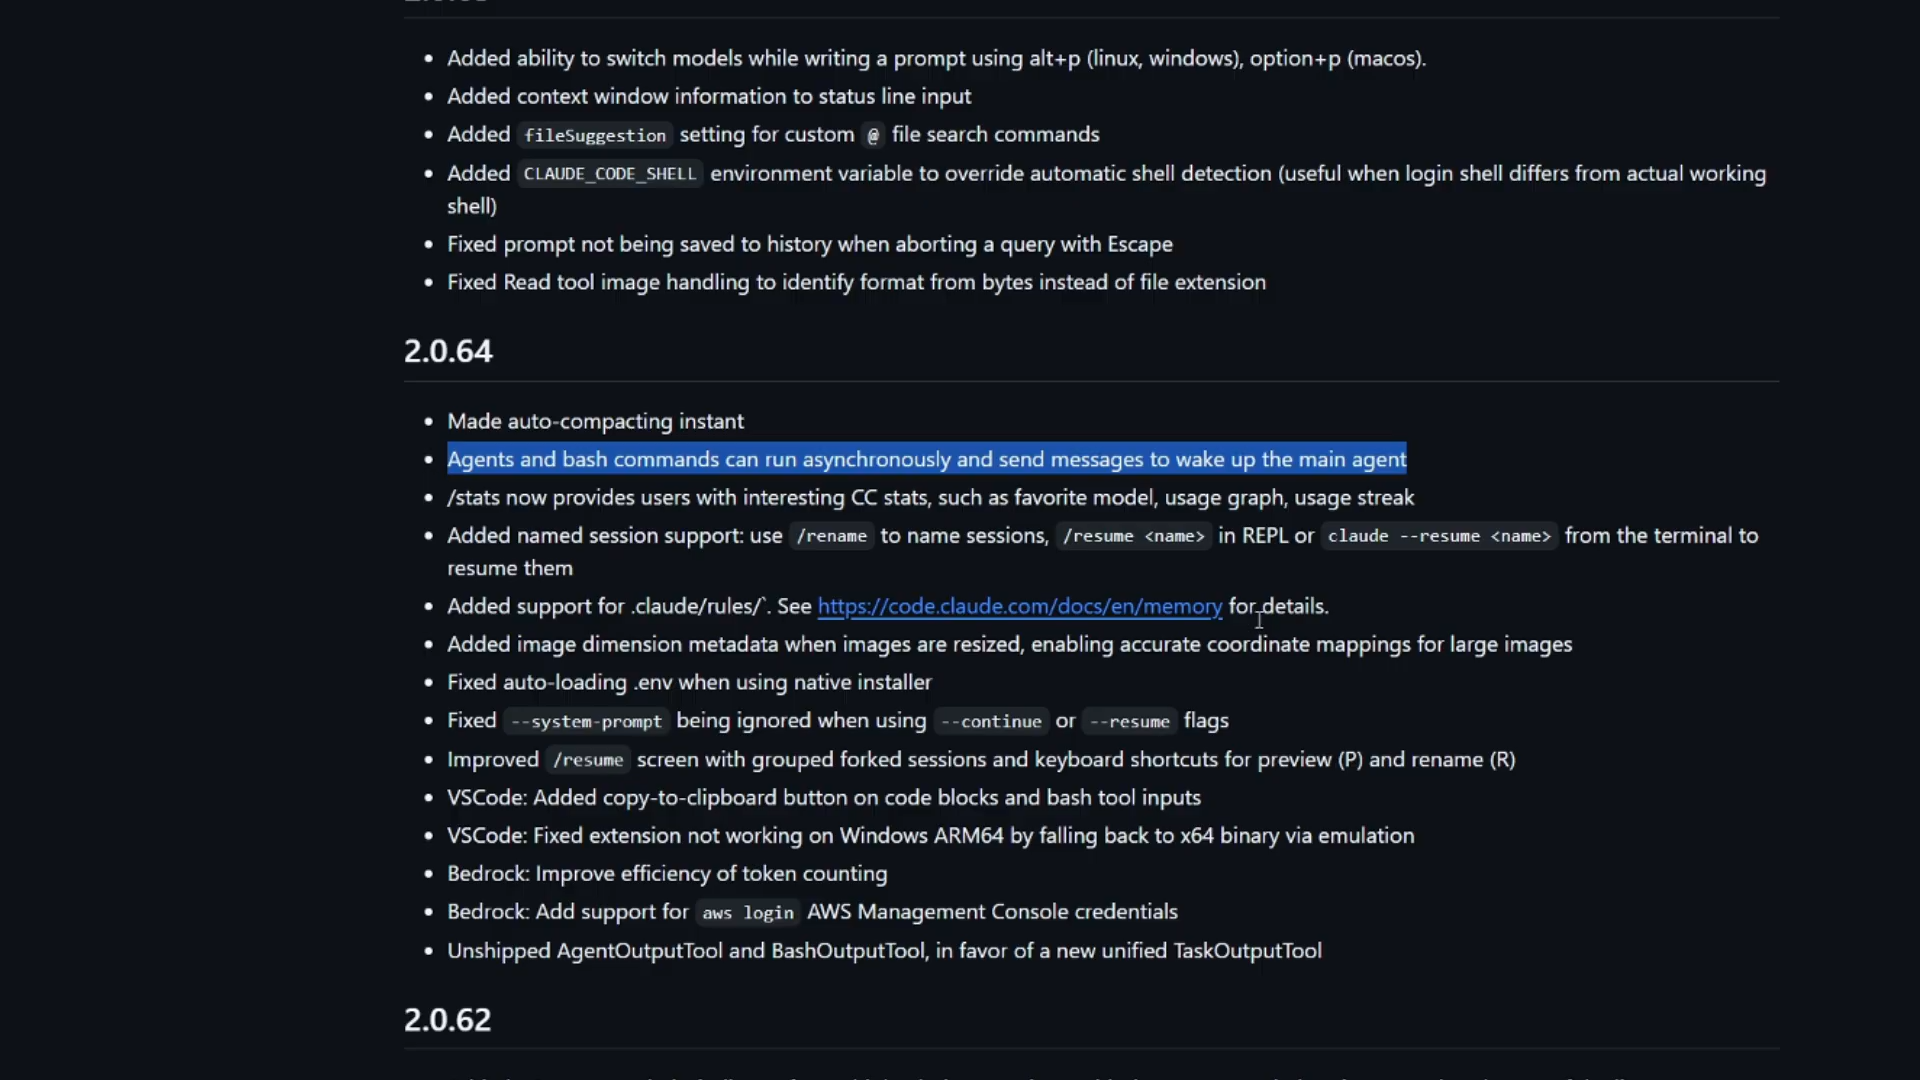 • Added ability to switch models while writing a prompt using alt+p (linux, windows), option+p (macos).
• Added context window information to status line input
• Added fileSuggestion setting for custom @ file search commands
• Added CLAUDE_CODE_SHELL environment variable to override automatic shell detection (useful when login shell differs from actual working
shell)
• Fixed prompt not being saved to history when aborting a query with Escape
• Fixed Read tool image handling to identify format from bytes instead of file extension
2.0.64
• Made auto-compacting instant
• Agents and bash commands can run asynchronously and send messages to wake up the main agent
• /stats now provides users with interesting CC stats, such as favorite model, usage graph, usage streak
• Added named session support: use /rename to name sessions, /resume <name> in REPL or claude --resume <name> from the terminal to
resume them
• Added support for .claude/rules/`. See https://code.claude.com/docs/en/memory for details.
• Added image dimension metadata when images are resized, enabling accurate coordinate mappings for large images
• Fixed auto-loading .env when using native installer
• Fixed --system-prompt being ignored when using --continue or --resume flags
• Improved /resume screen with grouped forked sessions and keyboard shortcuts for preview (P) and rename (R)
• VSCode: Added copy-to-clipboard button on code blocks and bash tool inputs
• VSCode: Fixed extension not working on Windows ARM64 by falling back to x64 binary via emulation
• Bedrock: Improve efficiency of token counting
• Bedrock: Add support for aws login AWS Management Console credentials
• Unshipped AgentOutputTool and BashOutputTool, in favor of a new unified TaskOutputTool
2.0.62